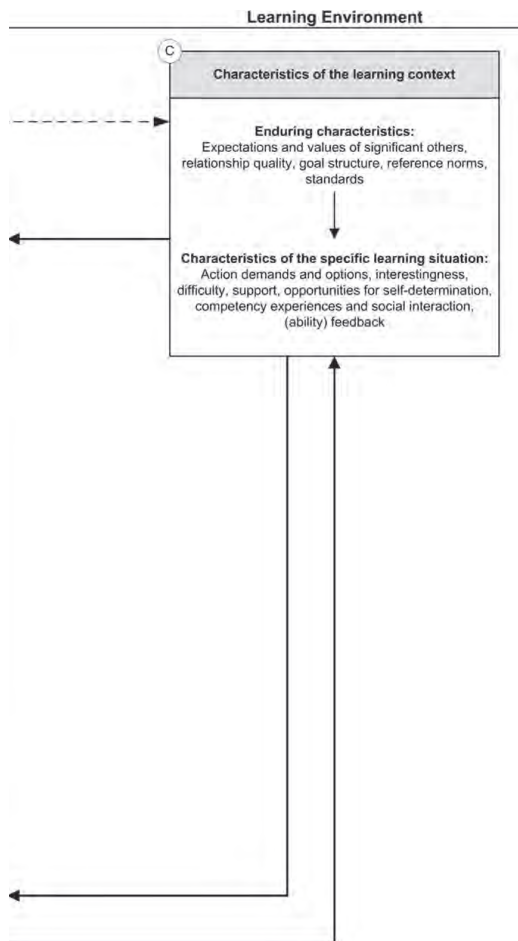 Learning Environment
C
Characteristics of the learning context
Enduring characteristics:
Expectations and values of significant others,
relationship quality, goal structure, reference norms,
standards
Characteristics of the specific learning situation:
Action demands and options, interestingness,
difficulty, support, opportunities for self-determination,
competency experiences and social interaction,
(ability) feedback